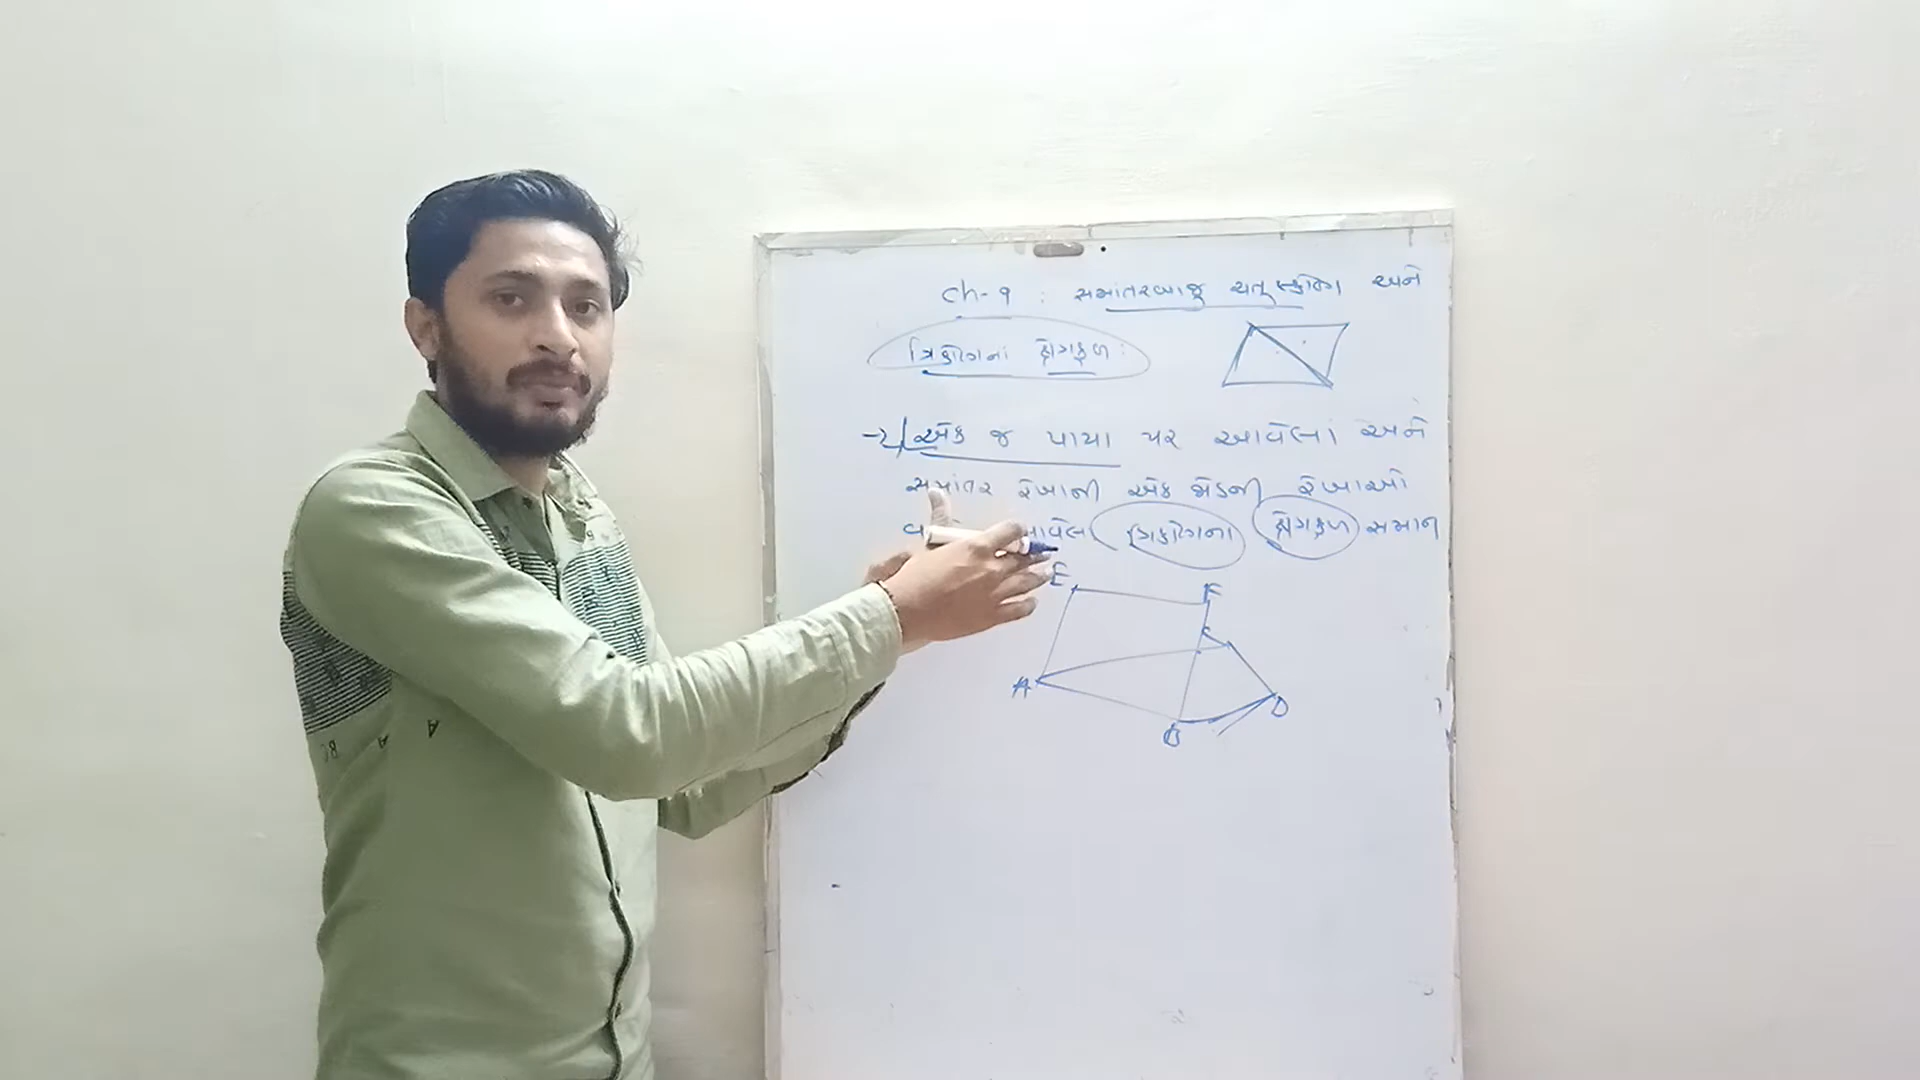 Ch-9 : સમાંતરબાજુ ચતુષ્કોણ અને
ત્રિકોણનાં ક્ષેત્રફળ :
→ એક જ પાયા પર આવેલાં અને
સમાંતર રેખાની એક જોડની રેખાઓ
આવેલા ત્રિકોણના ક્ષેત્રફળ સમાન
E F
C
A
D
B